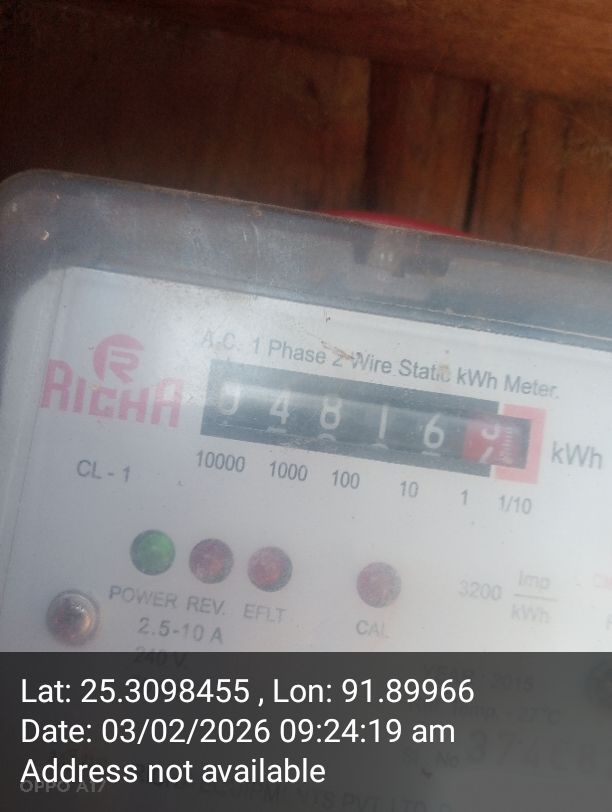 A.C. 1 Phase 2 Wire Static kWh Meter.
R
RICHA
4 8 1 6
kWh
10000 1000 100 10 1 1/10
CL - 1
POWER REV. EFLT
CAL
3200 Imp
kWh
2.5-10 A
240 V
2015
Lat: 25.3098455 , Lon: 91.89966
Date: 03/02/2026 09:24:19 am
Address not available
OPPO A17